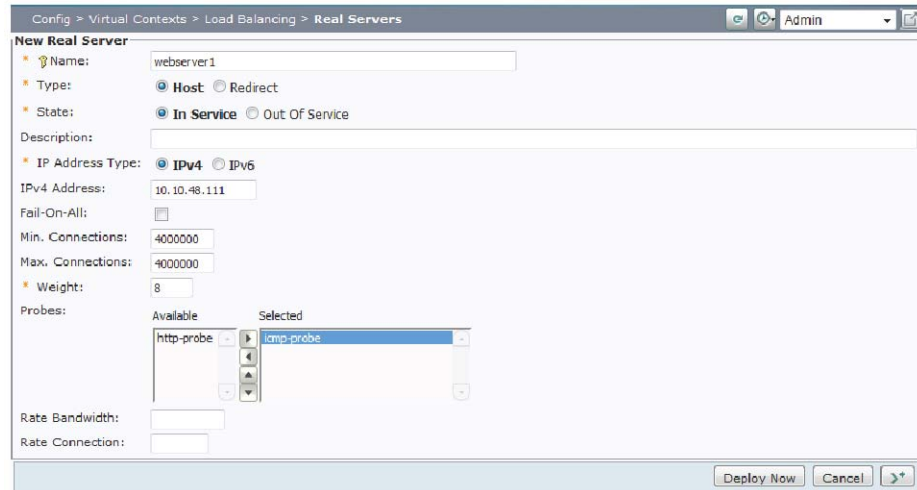 Config > Virtual Contexts > Load Balancing > Real Servers
Admin
New Real Server
* Name: webserver1
* Type: Host Redirect
* State: In Service Out Of Service
Description:
* IP Address Type: IPv4 IPv6
IPv4 Address: 10.10.48.111
Fail-On-All:
Min. Connections: 4000000
Max. Connections: 4000000
* Weight: 8
Probes: Available Selected
http-probe icmp-probe
Rate Bandwidth:
Rate Connection:
Deploy Now Cancel